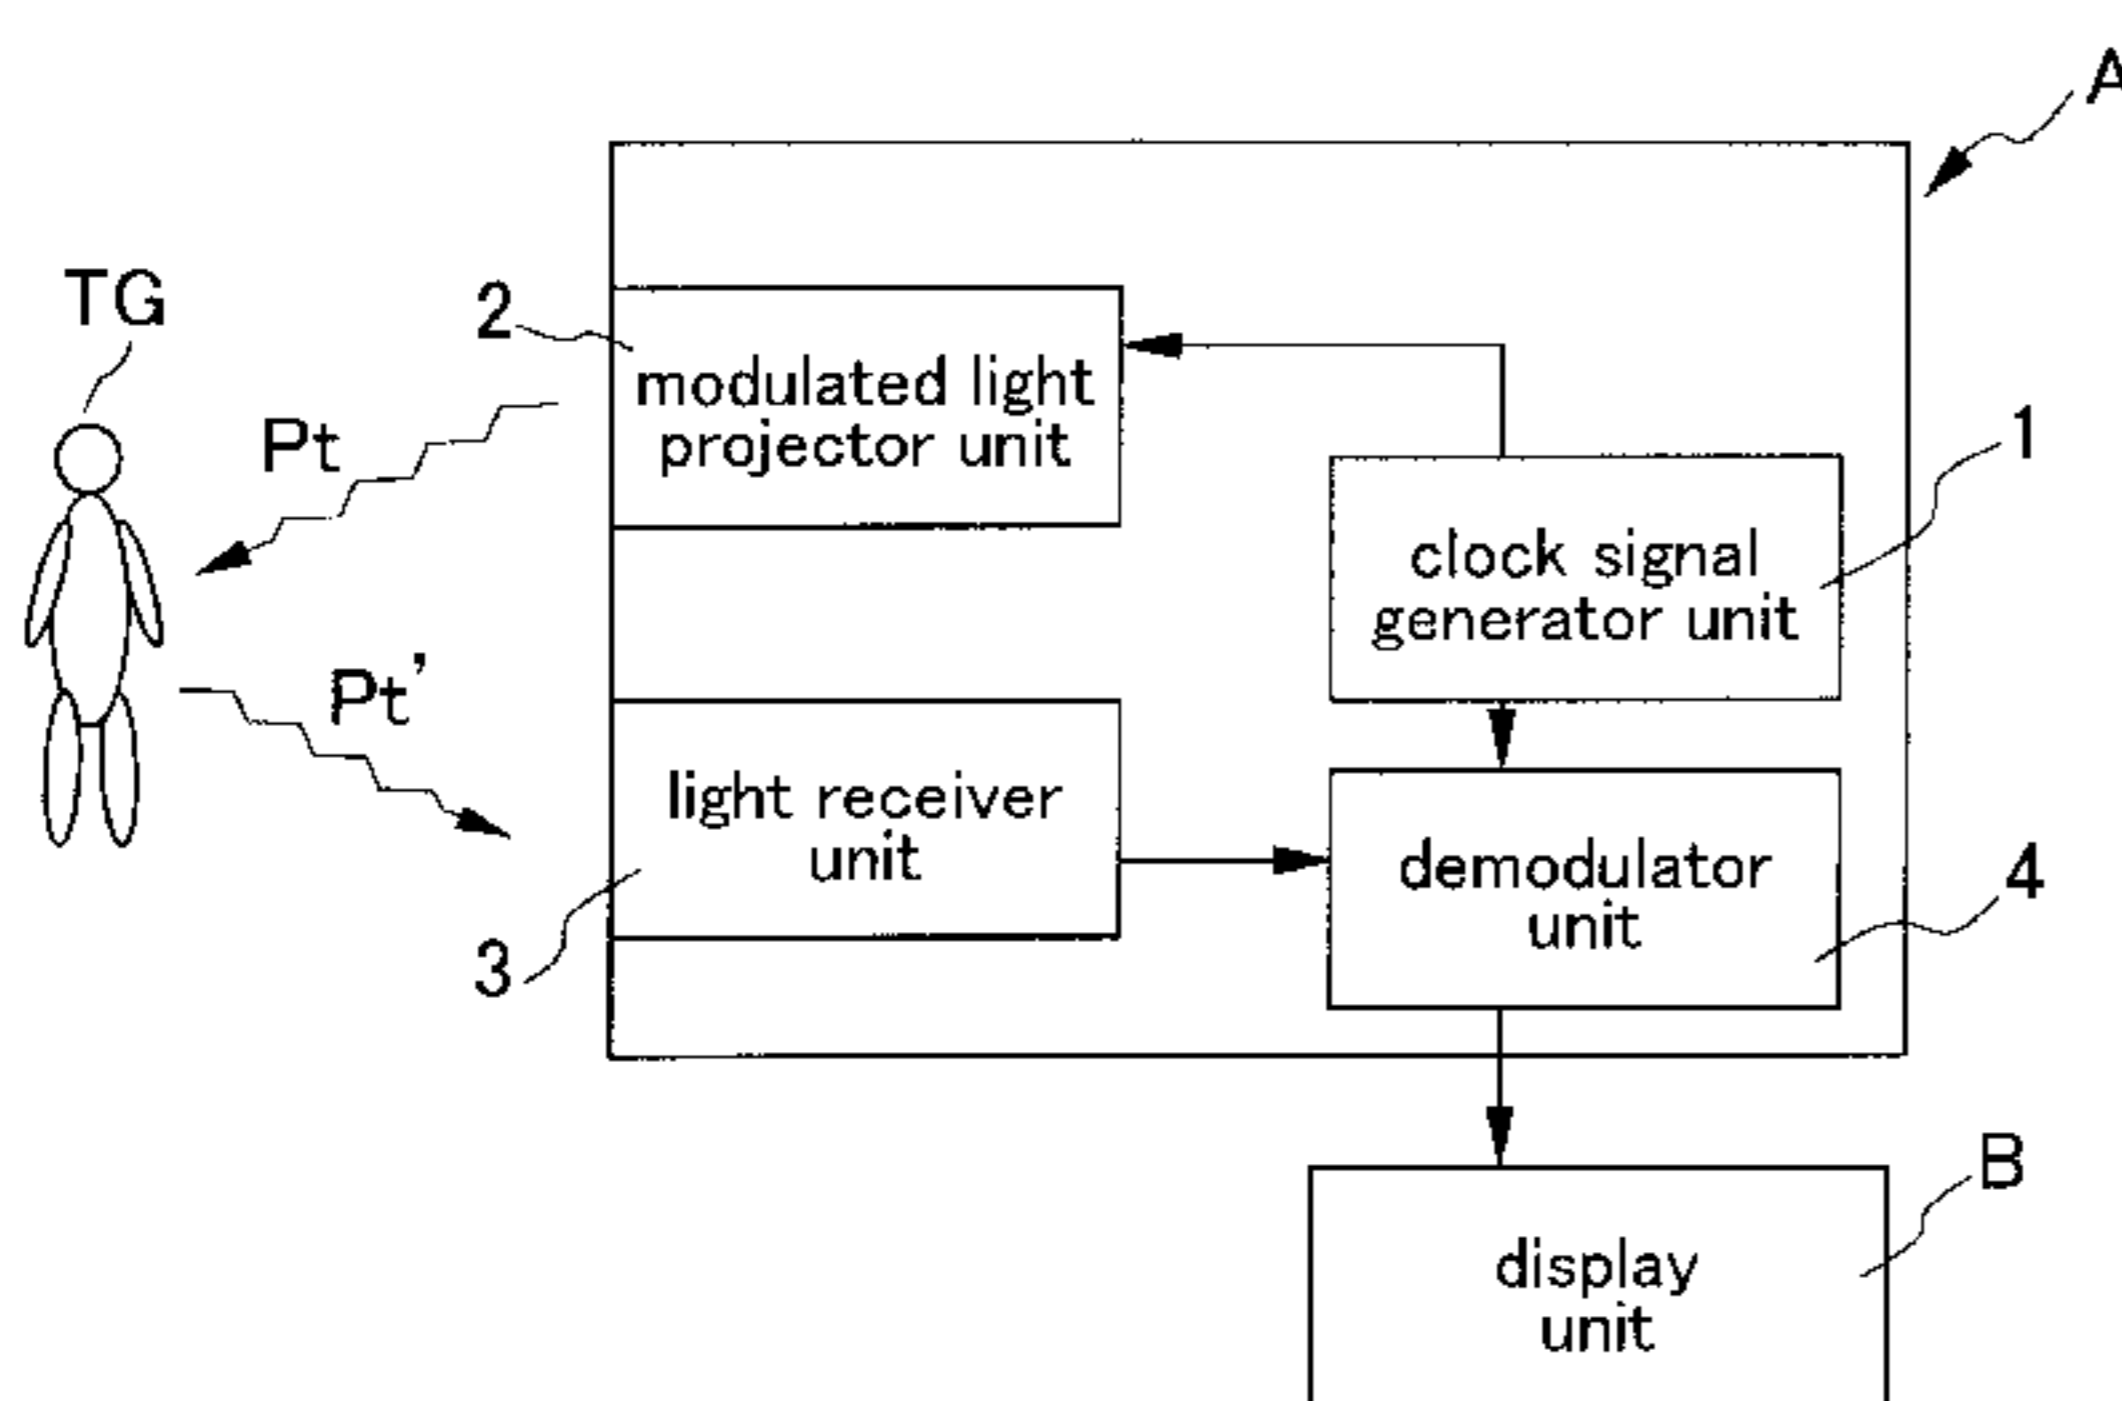 A
TG
2
modulated light
projector unit
Pt
1
clock signal
generator unit
Pt'
light receiver
unit
3
demodulator
unit
4
B
display
unit